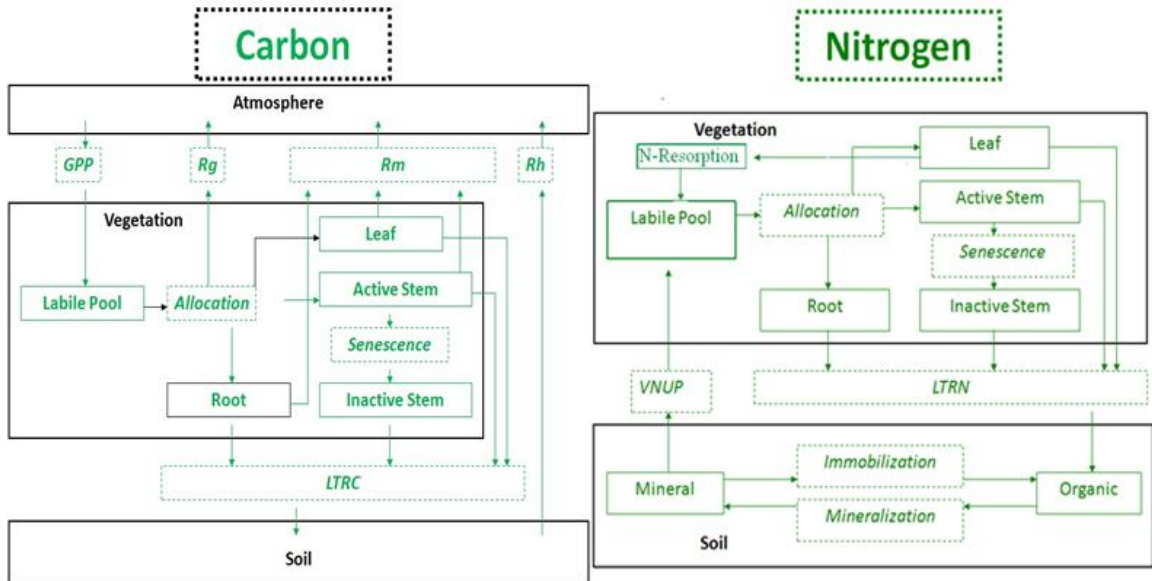 Carbon
Atmosphere
GPP
Rg
Rm
Rh
Vegetation
Leaf
Labile Pool
Allocation
Active Stem
Senescence
Root
Inactive Stem
LTRC
Soil
Nitrogen
Vegetation
Leaf
N-Resorption
Labile Pool
Allocation
Active Stem
Senescence
Root
Inactive Stem
VNUP
LTRN
Immobilization
Mineral
Organic
Mineralization
Soil